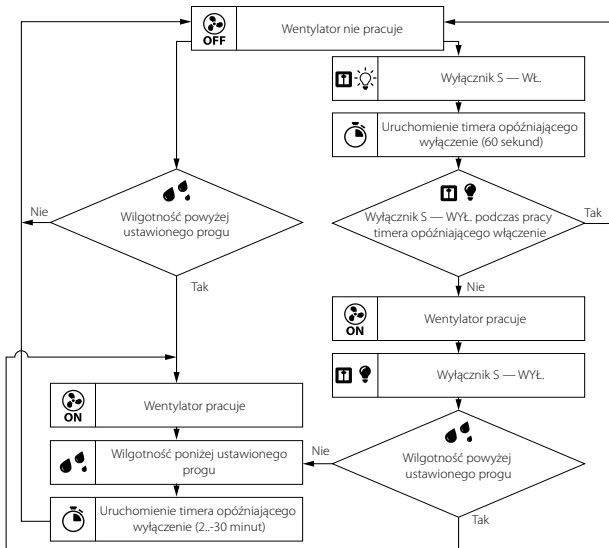 OFF
Wentylator nie pracuje
Wyłącznik S — WŁ.
Uruchomienie timera opóźniającego
wyłączenie (60 sekund)
Nie
Wilgotność powyżej
ustawionego progu
Tak
Wyłącznik S — WYŁ. podczas pracy
timera opóźniającego włączenie
Tak
Nie
ON
Wentylator pracuje
Wyłącznik S — WYŁ.
ON
Wentylator pracuje
Wilgotność poniżej ustawionego
progu
Nie
Wilgotność powyżej
ustawionego progu
Tak
Uruchomienie timera opóźniającego
wyłączenie (2..-30 minut)